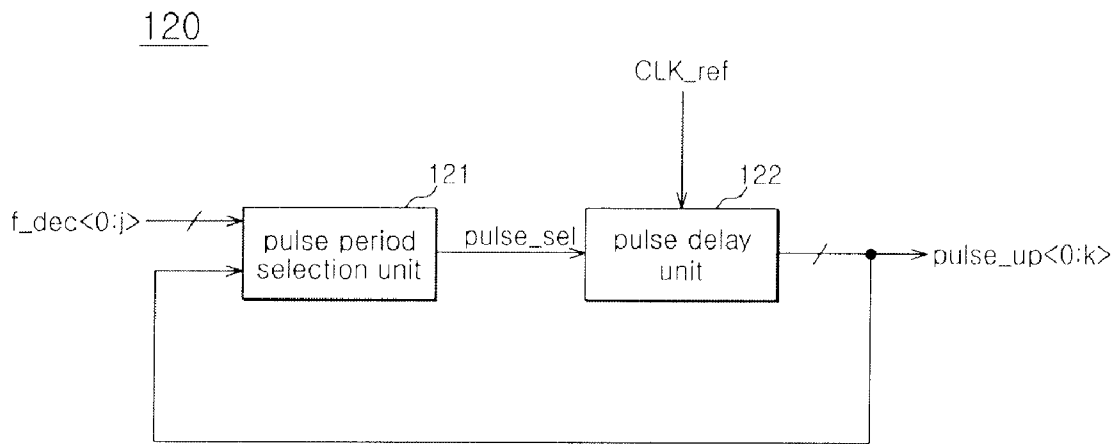 120
CLK_ref
121
122
f_dec<0:j>
pulse period
selection unit
pulse_sel
pulse delay
unit
pulse_up<0:k>